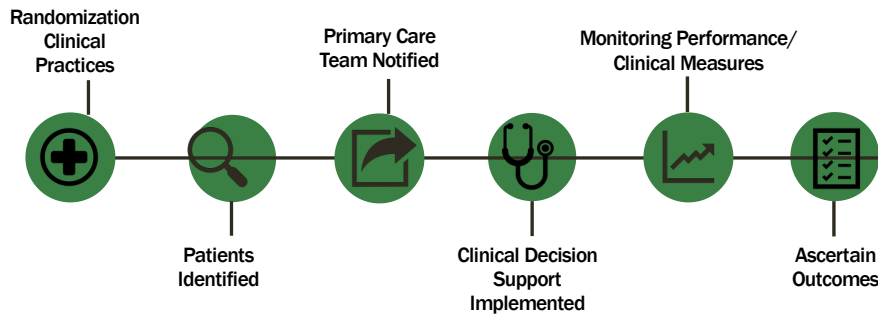 Randomization
Clinical
Practices
Patients
Identified
Primary Care
Team Notified
Clinical Decision
Support
Implemented
Monitoring Performance/
Clinical Measures
Ascertain
Outcomes